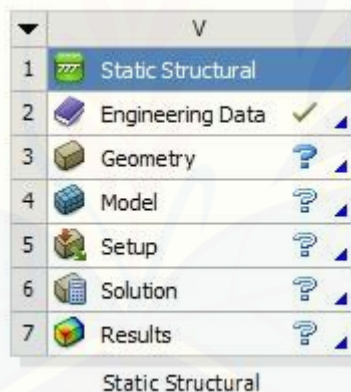 V
1 Static Structural
2 Engineering Data
3 Geometry ?
4 Model ?
5 Setup ?
6 Solution ?
7 Results ?
Static Structural